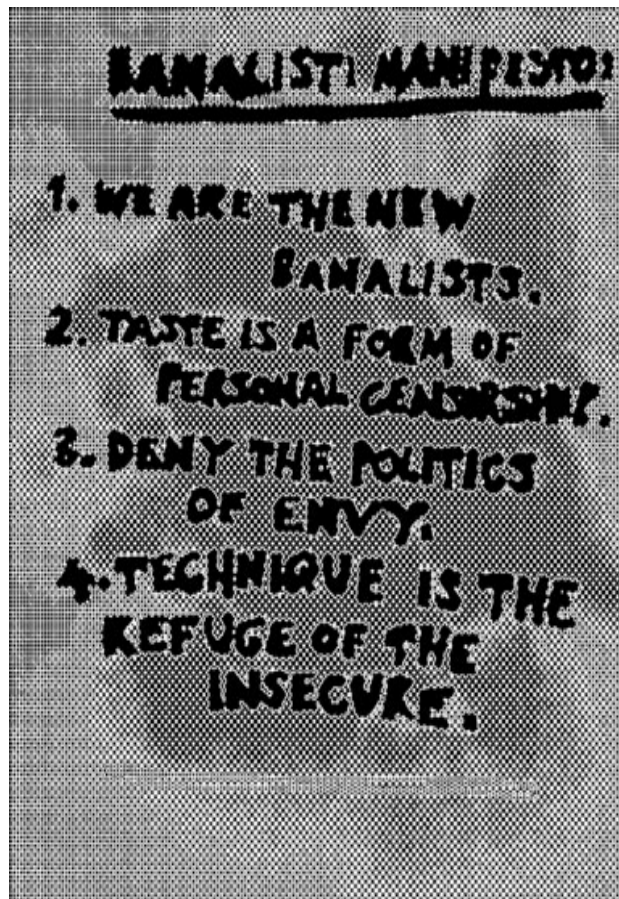 BANALIST MANIFESTO:
1. WE ARE THE NEW
BANALISTS.
2. TASTE IS A FORM OF
PERSONAL CENSORSHIP.
3. DENY THE POLITICS
OF ENVY.
4. TECHNIQUE IS THE
REFUGE OF THE
INSECURE.